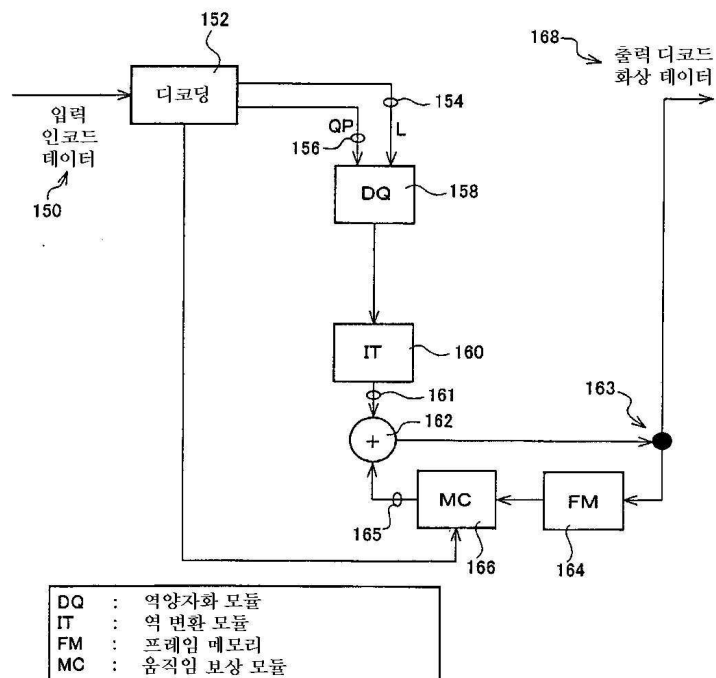 152
디코딩
입력
인코드
테이터
150
168
출력 디코드
화상 데이터
154
QP
L
156
DQ
158
IT
160
161
162
+
163
MC
FM
165
166
164
DQ : 역양자화 모듈
IT : 역 변환 모듈
FM : 프레임 메모리
MC : 움직임 보상 모듈